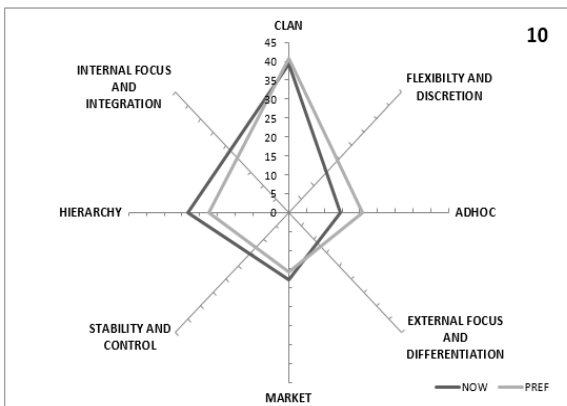 CLAN
10
45
40
35
30
25
20
15
10
5
0
INTERNAL FOCUS
AND
INTEGRATION
FLEXIBILTY AND
DISCRETION
HIERARCHY
ADHOC
STABILITY AND
CONTROL
EXTERNAL FOCUS
AND
DIFFERENTIATION
MARKET
NOW PREF